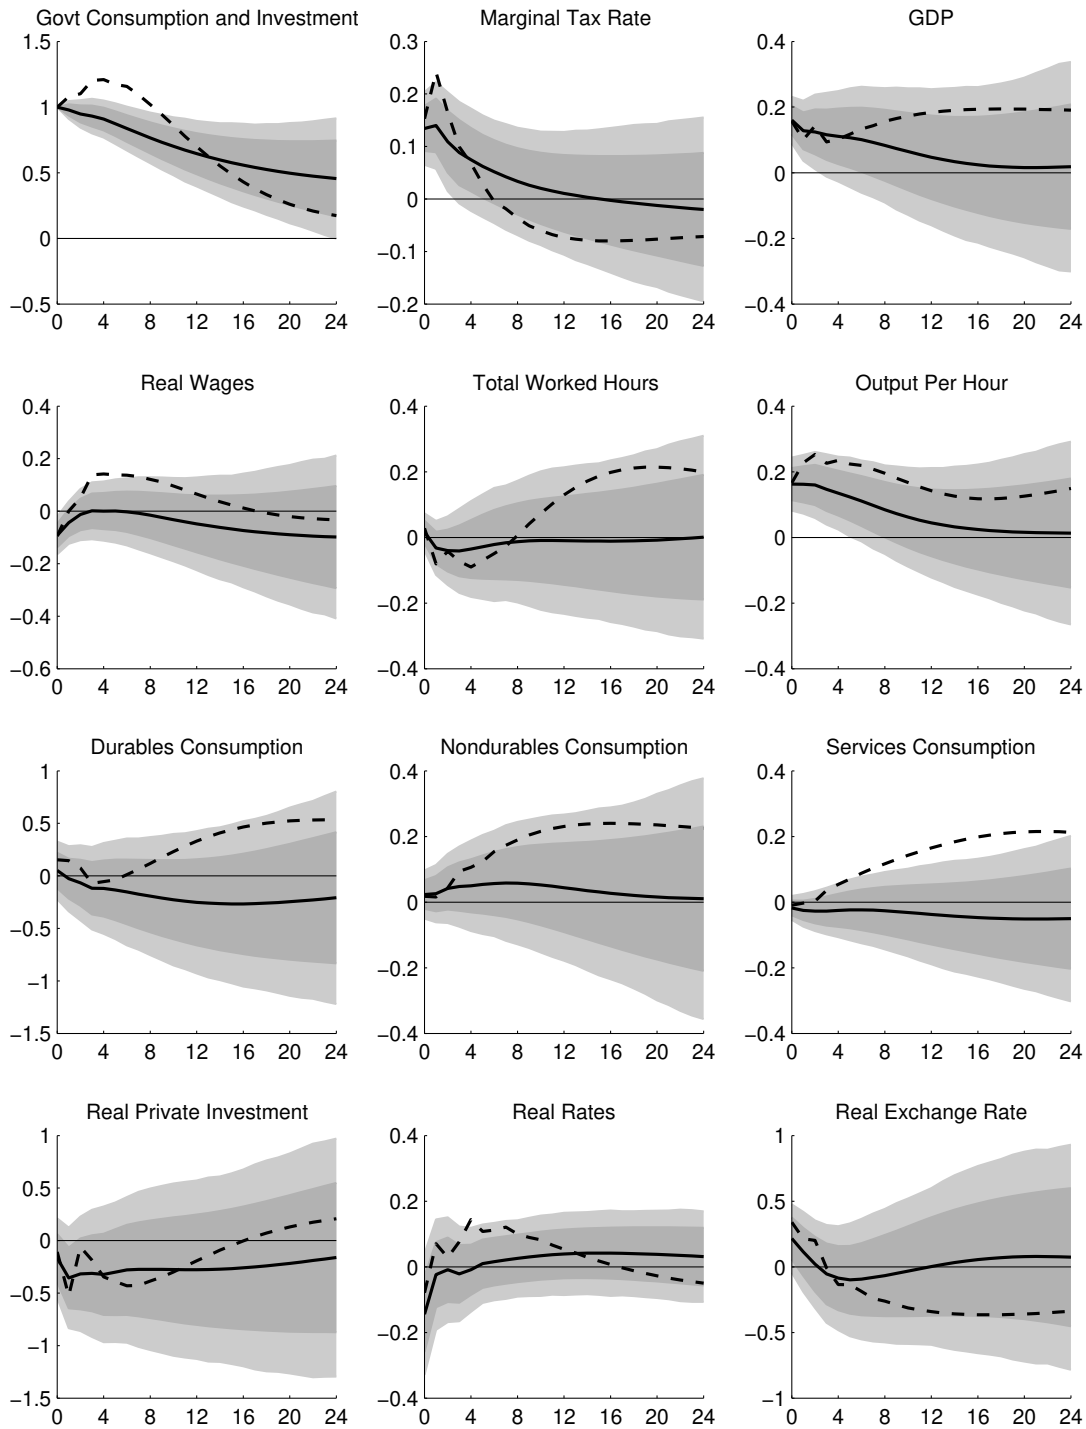 Govt Consumption and Investment
Marginal Tax Rate
GDP
1.5
1
0.5
0
−0.5
0 4 8 12 16 20 24
0.3
0.2
0.1
0
−0.1
−0.2
0 4 8 12 16 20 24
0.4
0.2
0
−0.2
−0.4
0 4 8 12 16 20 24
Real Wages
Total Worked Hours
Output Per Hour
0.4
0.2
0
−0.2
−0.4
−0.6
0 4 8 12 16 20 24
0.4
0.2
0
−0.2
−0.4
0 4 8 12 16 20 24
0.4
0.2
0
−0.2
−0.4
0 4 8 12 16 20 24
Durables Consumption
Nondurables Consumption
Services Consumption
1
0.5
0
−0.5
−1
−1.5
0 4 8 12 16 20 24
0.4
0.2
0
−0.2
−0.4
0 4 8 12 16 20 24
0.4
0.2
0
−0.2
−0.4
0 4 8 12 16 20 24
Real Private Investment
Real Rates
Real Exchange Rate
1
0.5
0
−0.5
−1
−1.5
0 4 8 12 16 20 24
0.4
0.2
0
−0.2
−0.4
0 4 8 12 16 20 24
1
0.5
0
−0.5
−1
0 4 8 12 16 20 24